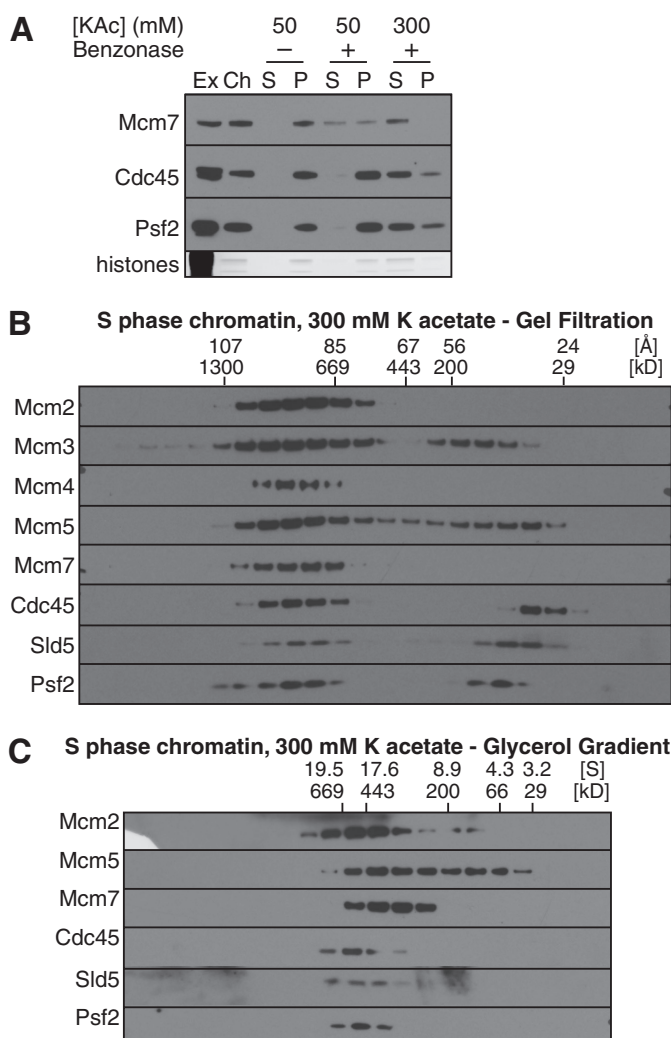 A
[KAc] (mM) 50 50 300
Benzonase – + +
Ex Ch S P S P S P
Mcm7
Cdc45
Psf2
histones
B S phase chromatin, 300 mM K acetate - Gel Filtration
107 85 67 56 24 [Å]
1300 669 443 200 29 [kD]
Mcm2
Mcm3
Mcm4
Mcm5
Mcm7
Cdc45
Sld5
Psf2
C S phase chromatin, 300 mM K acetate - Glycerol Gradient
19.5 17.6 8.9 4.3 3.2 [S]
669 443 200 66 29 [kD]
Mcm2
Mcm5
Mcm7
Cdc45
Sld5
Psf2